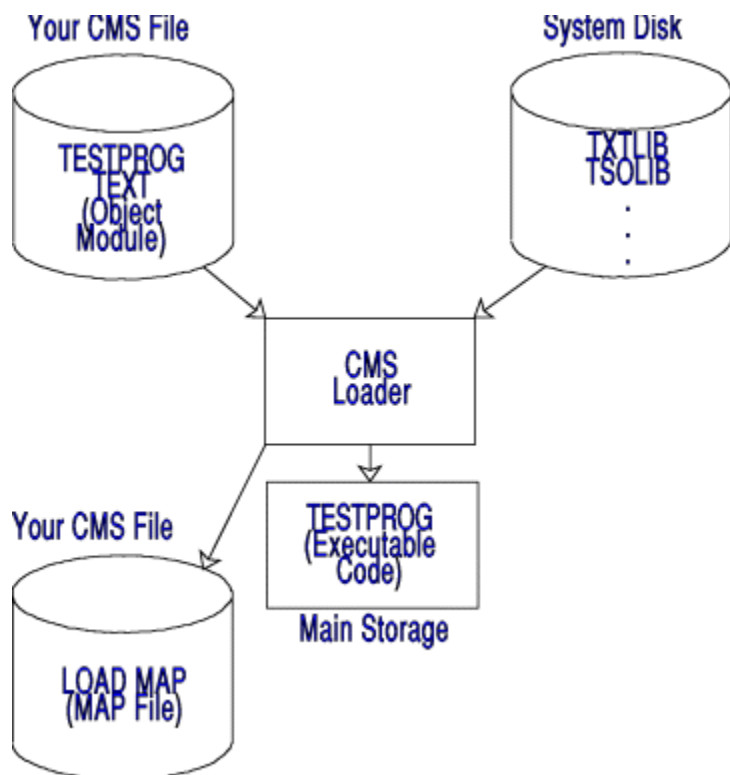 Your CMS File
System Disk
TESTPROG
TEXT
(Object
Module)
TXTLIB
TSOLIB
.
.
.
CMS
Loader
TESTPROG
(Executable
Code)
Main Storage
Your CMS File
LOAD MAP
(MAP File)